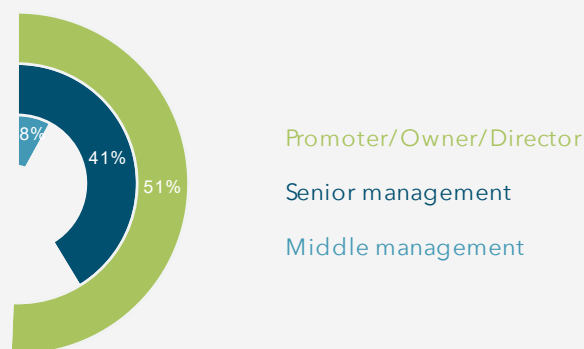 8%
41%
51%
Promoter/Owner/Director
Senior management
Middle management